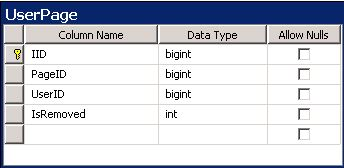 UserPage
Column Name Data Type Allow Nulls
IID bigint
PageID bigint
UserID bigint
IsRemoved int